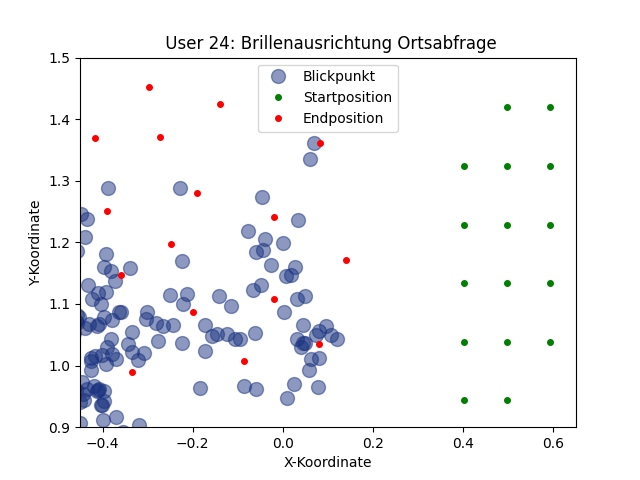 User 24: Brillenausrichtung Ortsabfrage
Blickpunkt
Startposition
Endposition
Y-Koordinate
1.5
1.4
1.3
1.2
1.1
1.0
0.9
−0.4 −0.2 0.0 0.2 0.4 0.6
X-Koordinate